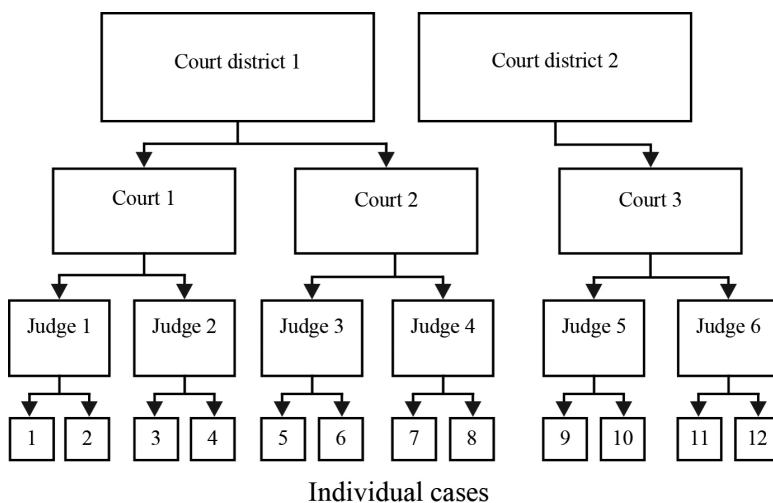 Court district 1
Court district 2
Court 1
Court 2
Court 3
Judge 1
Judge 2
Judge 3
Judge 4
Judge 5
Judge 6
1
2
3
4
5
6
7
8
9
10
11
12
Individual cases